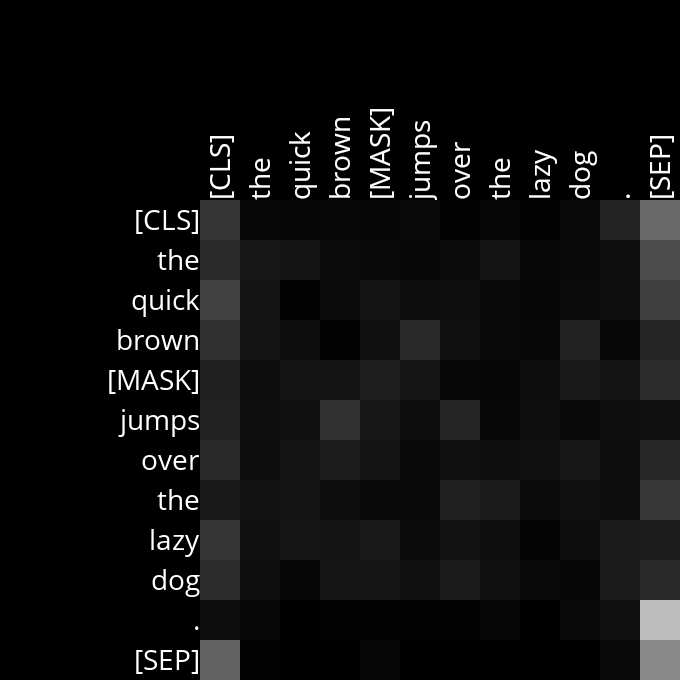 [CLS] the quick brown [MASK] jumps over the lazy dog . [SEP]
[CLS]
the
quick
brown
[MASK]
jumps
over
the
lazy
dog
.
[SEP]